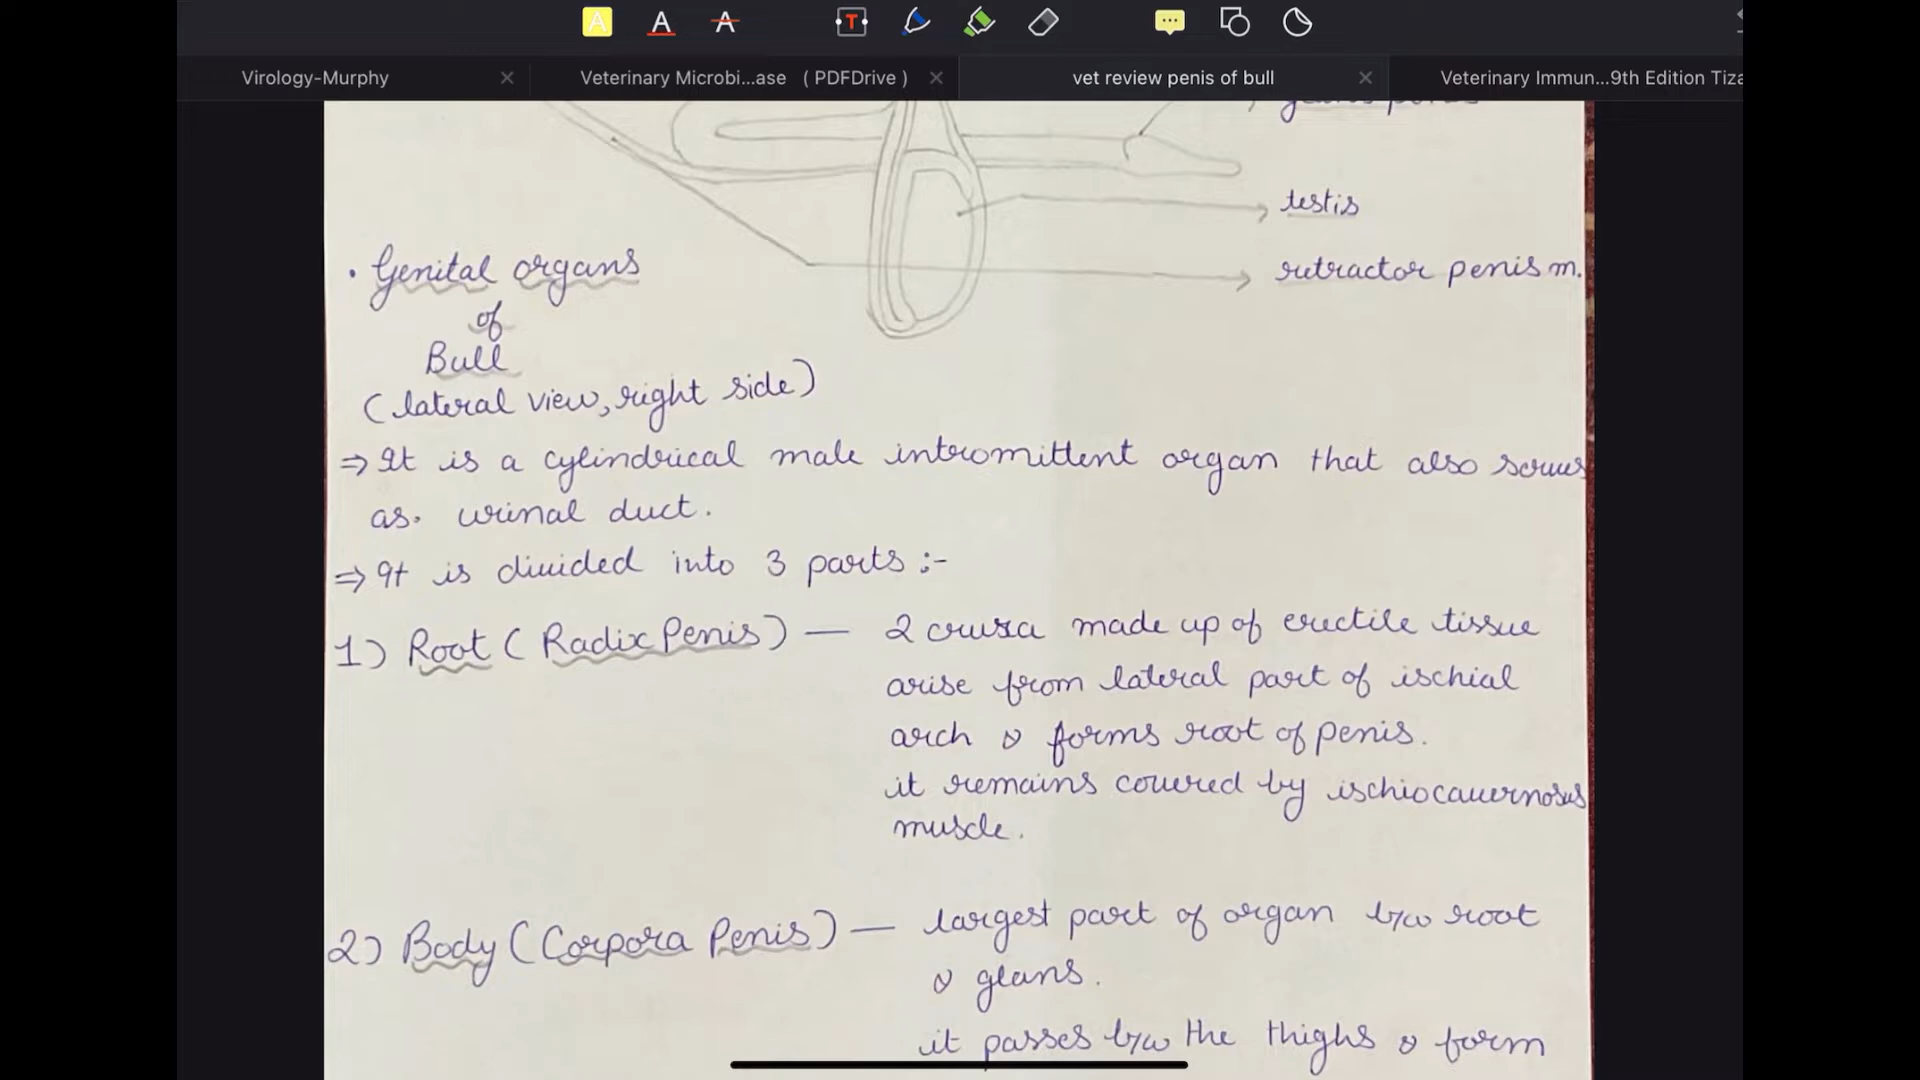 A A A T
Virology-Murphy
Veterinary Microbi...ase ( PDFDrive )
vet review penis of bull
Veterinary Immun...9th Edition Tiza
glans penis
testis
retractor penis m.
• Genital organs
of
Bull
(lateral view, right side)
⇒ It is a cylindrical male intromittent organ that also serves
as. urinal duct.
⇒ It is divided into 3 parts :-
1) Root (Radix Penis) — 2 crura made up of erectile tissue
arise from lateral part of ischial
arch & forms root of penis.
it remains covered by ischiocavernosus
muscle.
2) Body (Corpora Penis) — largest part of organ b/w root
& glans.
it passes b/w the thighs & form